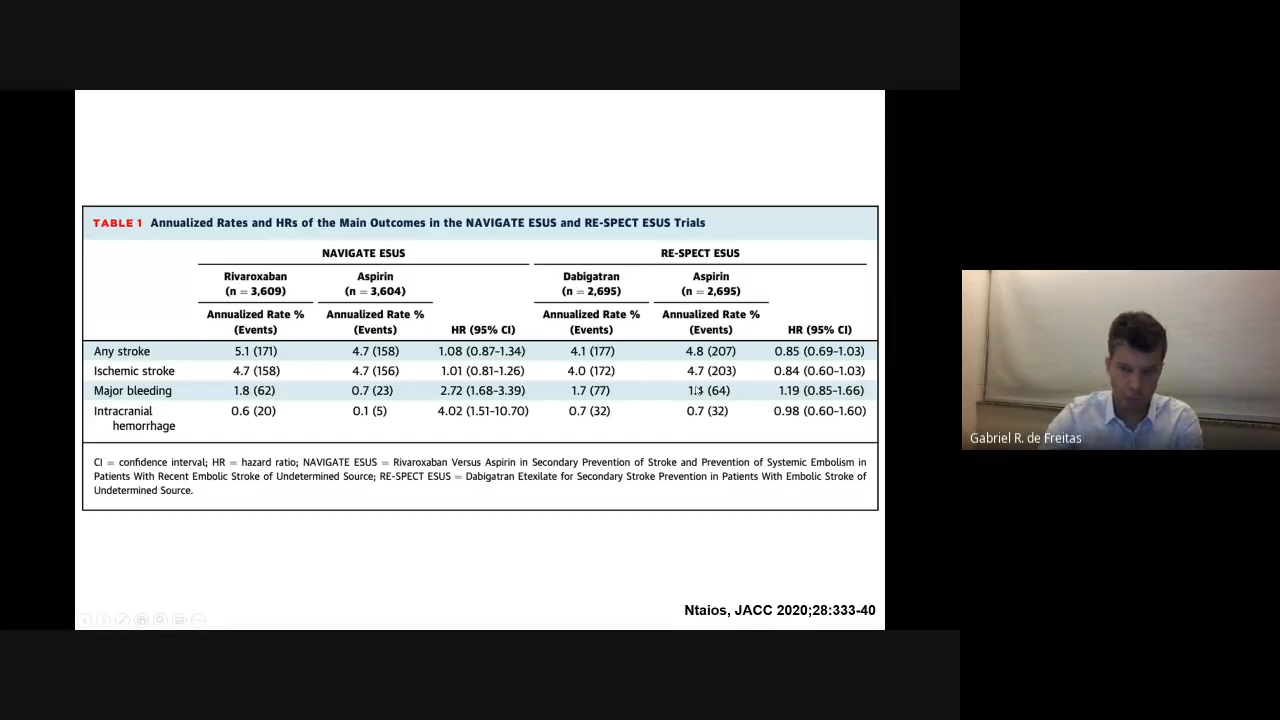 TABLE 1 Annualized Rates and HRs of the Main Outcomes in the NAVIGATE ESUS and RE-SPECT ESUS Trials
NAVIGATE ESUS RE-SPECT ESUS
Rivaroxaban Aspirin Dabigatran Aspirin
(n = 3,609) (n = 3,604) (n = 2,695) (n = 2,695)
Annualized Rate % Annualized Rate % Annualized Rate % Annualized Rate %
(Events) (Events) HR (95% CI) (Events) (Events) HR (95% CI)
Any stroke 5.1 (171) 4.7 (158) 1.08 (0.87–1.34) 4.1 (177) 4.8 (207) 0.85 (0.69–1.03)
Ischemic stroke 4.7 (158) 4.7 (156) 1.01 (0.81–1.26) 4.0 (172) 4.7 (203) 0.84 (0.60–1.03)
Major bleeding 1.8 (62) 0.7 (23) 2.72 (1.68–3.39) 1.7 (77) (64) 1.19 (0.85–1.66)
Intracranial 0.6 (20) 0.1 (5) 4.02 (1.51–10.70) 0.7 (32) 0.7 (32) 0.98 (0.60–1.60)
hemorrhage
CI = confidence interval; HR = hazard ratio; NAVIGATE ESUS = Rivaroxaban Versus Aspirin in Secondary Prevention of Stroke and Prevention of Systemic Embolism in
Patients With Recent Embolic Stroke of Undetermined Source; RE-SPECT ESUS = Dabigatran Etexilate for Secondary Stroke Prevention in Patients With Embolic Stroke of
Undetermined Source.
Ntaios, JACC 2020;28:333-40
Gabriel R. de Freitas